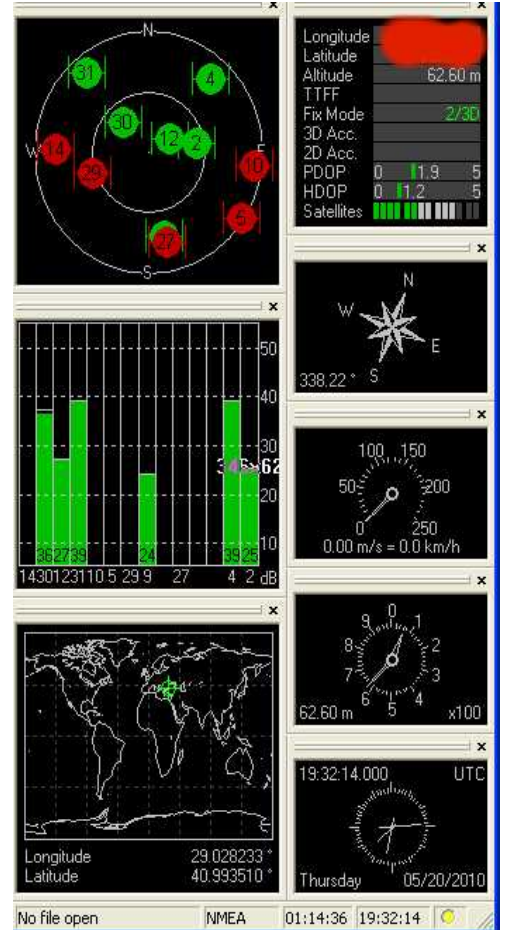 N
31
4
30
12
2
14
W
E
29
10
5
27
S
50
40
30
346x62
20
10
36 27 39 24 39 25
14 30 12 31 10 5 29 9 27 4 2 dB
Longitude 29.028233 °
Latitude 40.993510 °
Longitude
Latitude
Altitude 62.60 m
TTFF
Fix Mode 2/3D
3D Acc.
2D Acc.
PDOP 0 1.9 5
HDOP 0 1.2 5
Satellites
N
W
E
S
338.22 °
100 150
50 200
0 250
0.00 m/s = 0.0 km/h
0
9 1
8 2
7 3
6 4
5
62.60 m x100
19:32:14.000 UTC
Thursday 05/20/2010
No file open NMEA 01:14:36 19:32:14